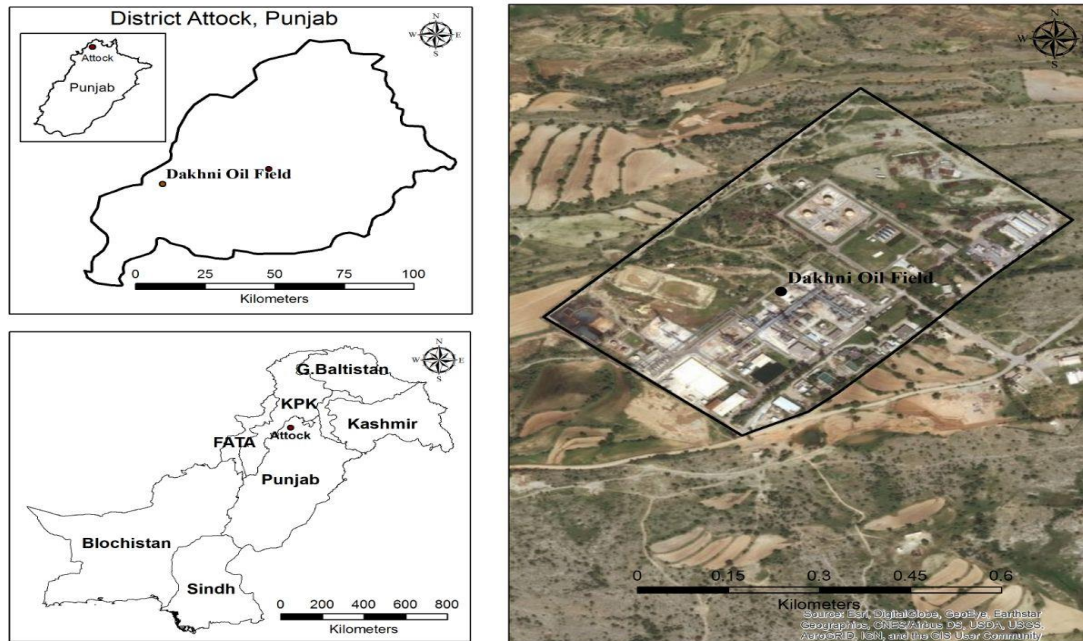 District Attock, Punjab
N
W E
S
Attock
Punjab
Dakhni Oil Field
0 25 50 75 100
Kilometers
N
W E
S
G.Baltistan
KPK
Kashmir
FATA
Attock
Punjab
Blochistan
Sindh
0 200 400 600 800
Kilometers
N
W E
S
Dakhni Oil Field
0 0.15 0.3 0.45 0.6
Kilometers
Source: Esri, DigitalGlobe, GeoEye, Earthstar
Geographics, CNES/Airbus DS, USDA, USGS,
AeroGRID, IGN, and the GIS User Community